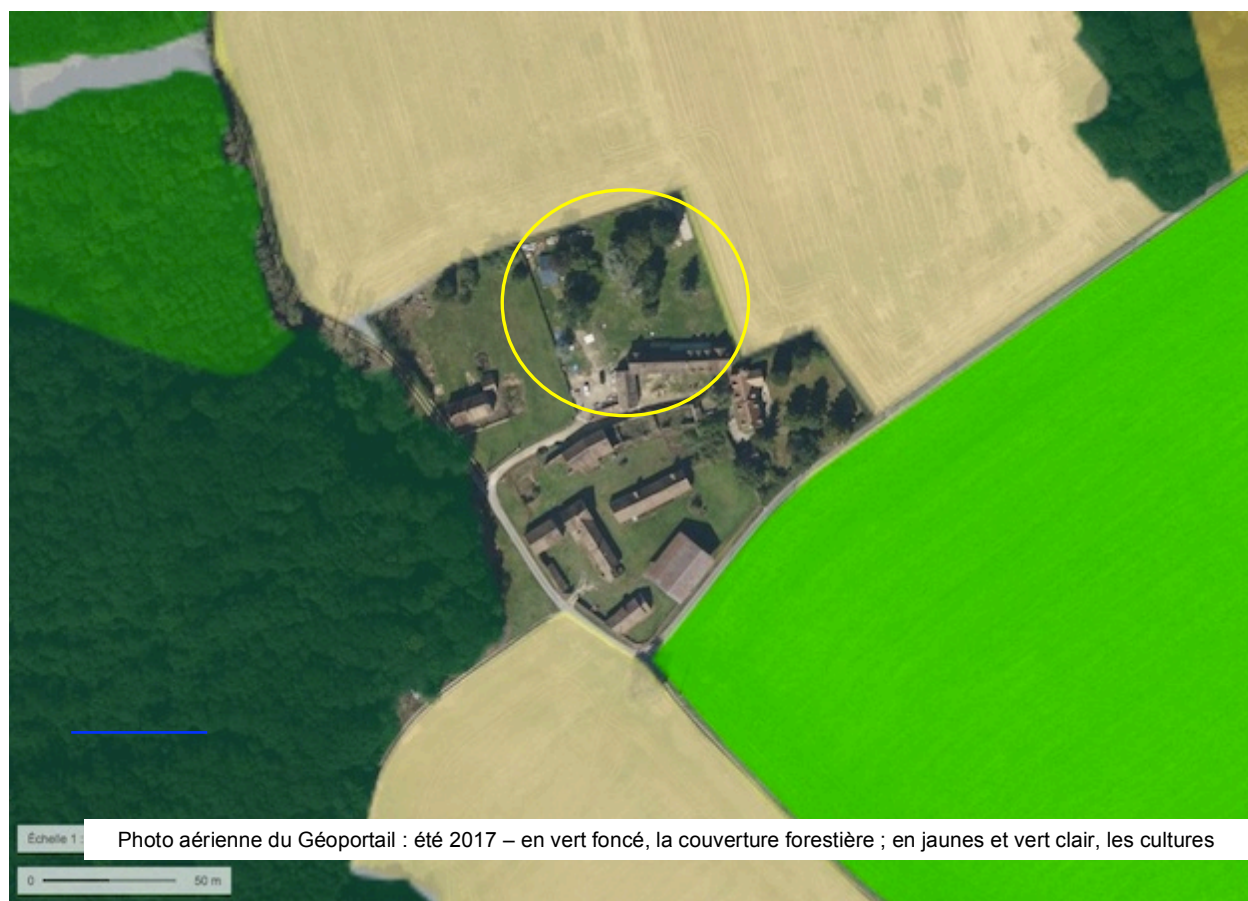 Échelle 1 :
Photo aérienne du Géoportail : été 2017 – en vert foncé, la couverture forestière ; en jaunes et vert clair, les cultures
0 50 m